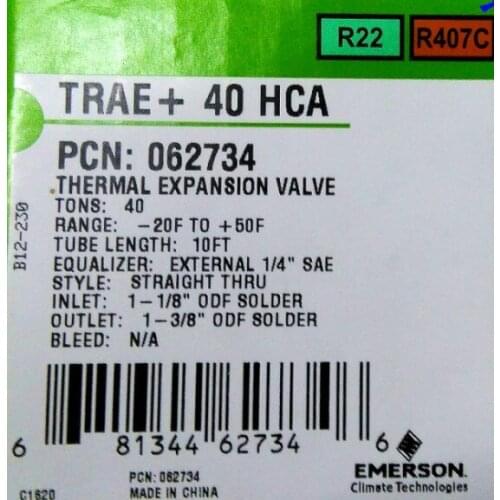 R22 R407C
TRAE+ 40 HCA
PCN: 062734
THERMAL EXPANSION VALVE
TONS: 40
RANGE: -20F TO +50F
TUBE LENGTH: 10FT
EQUALIZER: EXTERNAL 1/4" SAE
STYLE: STRAIGHT THRU
INLET: 1-1/8" ODF SOLDER
OUTLET: 1-3/8" ODF SOLDER
BLEED: N/A
B12-230
6 81344 62734 6
EMERSON
Climate Technologies
PCN: 062734
MADE IN CHINA
C1620